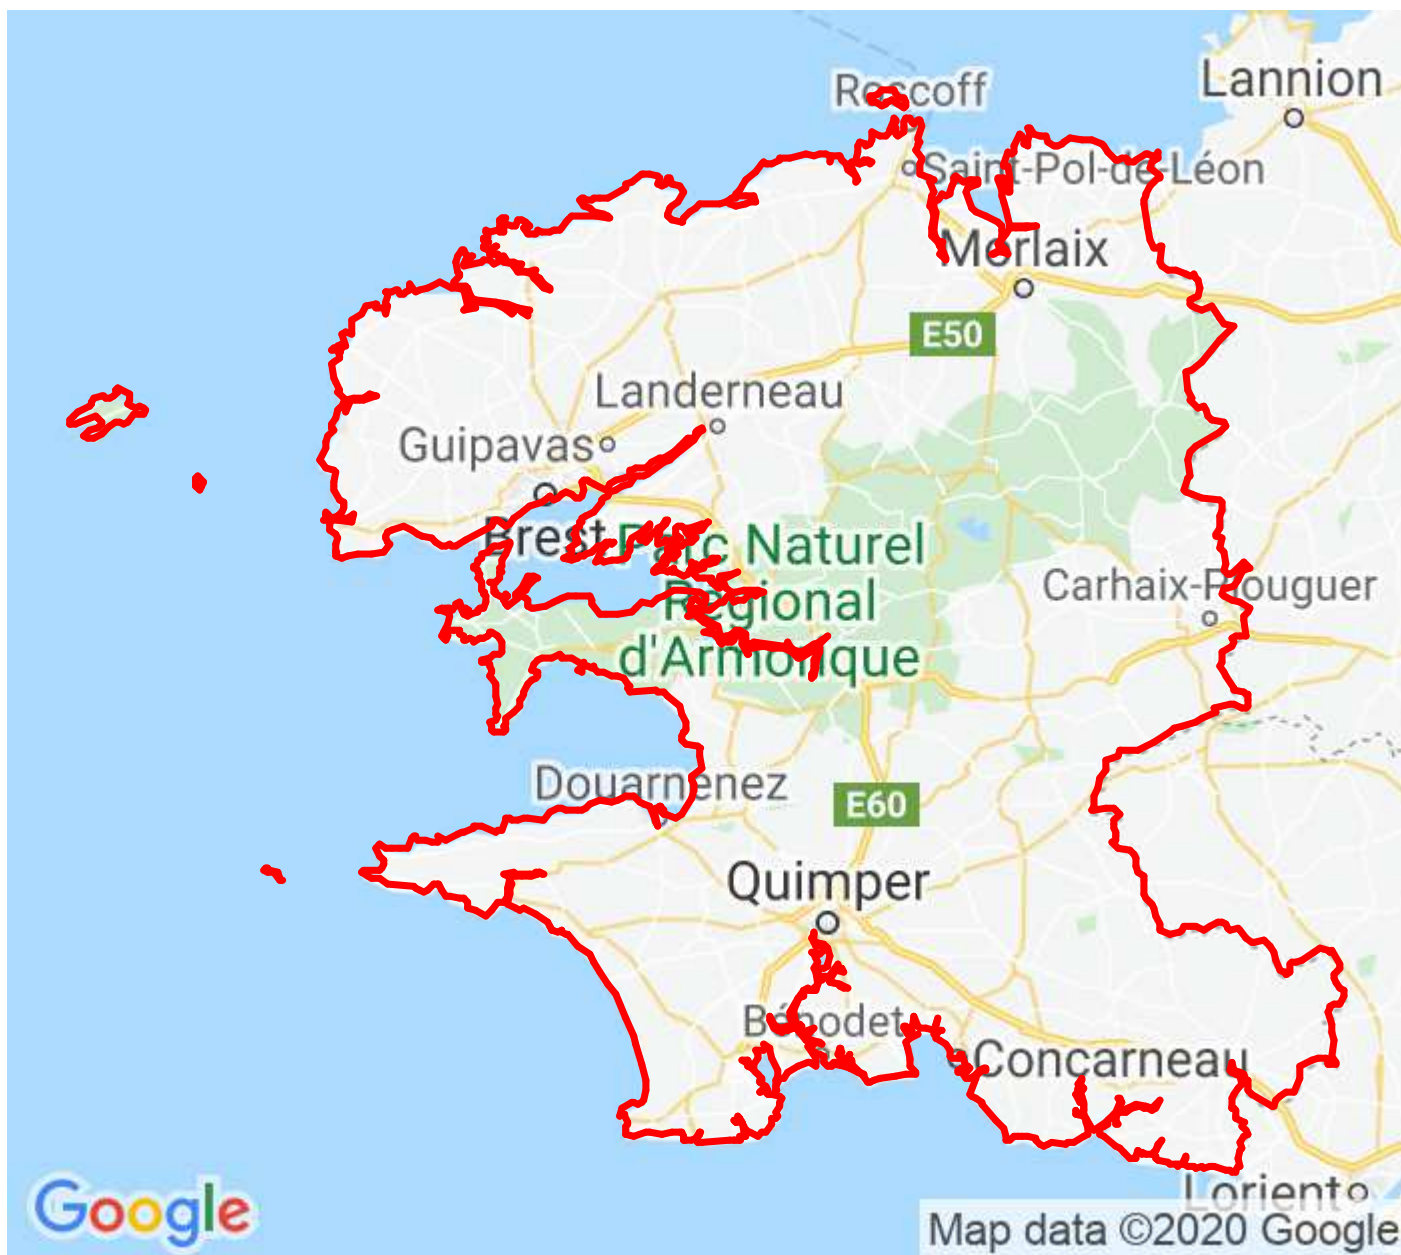 Roscoff
Lannion
Saint-Pol-de-Léon
Morlaix
E50
Landerneau
Guipavas
Brest
Parc Naturel
Régional
d'Armorique
Carhaix-Plouguer
Douarnenez
E60
Quimper
Bénodet
Concarneau
Lorient
Google
Map data ©2020 Google